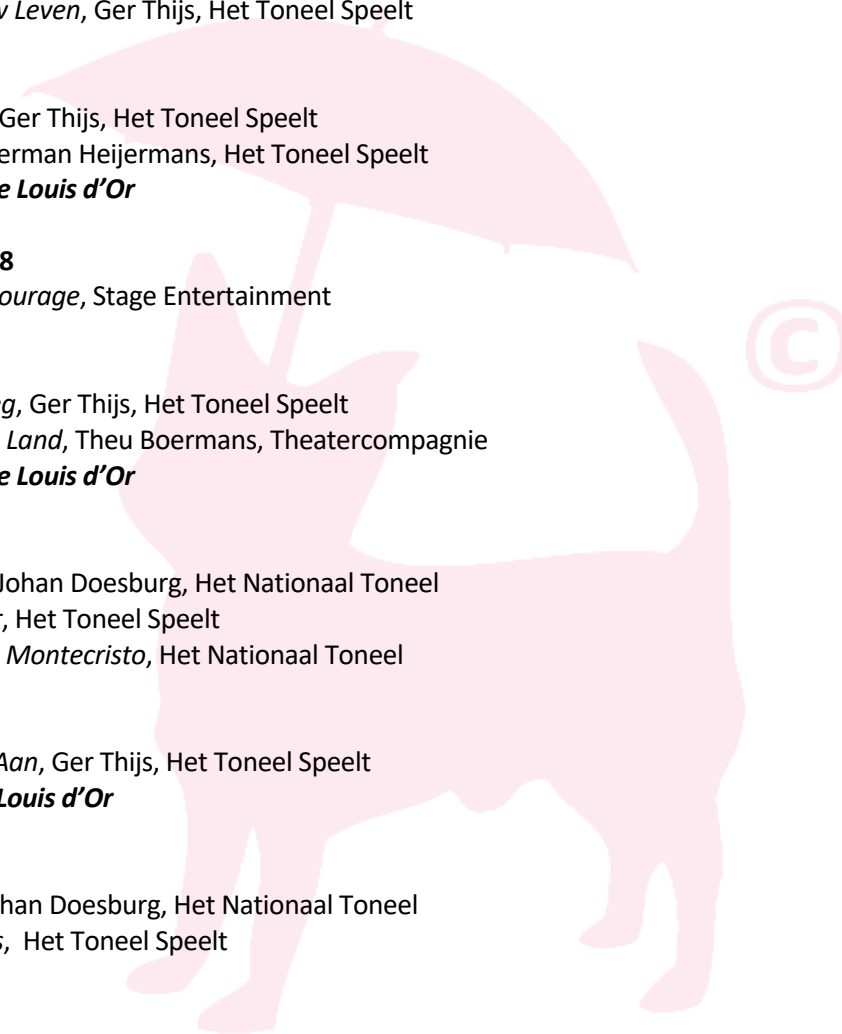 v Leven, Ger Thijs, Het Toneel Speelt
Ger Thijs, Het Toneel Speelt
erman Heijermans, Het Toneel Speelt
e Louis d’Or
8
ourage, Stage Entertainment
g, Ger Thijs, Het Toneel Speelt
Land, Theu Boermans, Theatercompagnie
e Louis d’Or
Johan Doesburg, Het Nationaal Toneel
, Het Toneel Speelt
Montecristo, Het Nationaal Toneel
Aan, Ger Thijs, Het Toneel Speelt
Louis d’Or
han Doesburg, Het Nationaal Toneel
s, Het Toneel Speelt
©